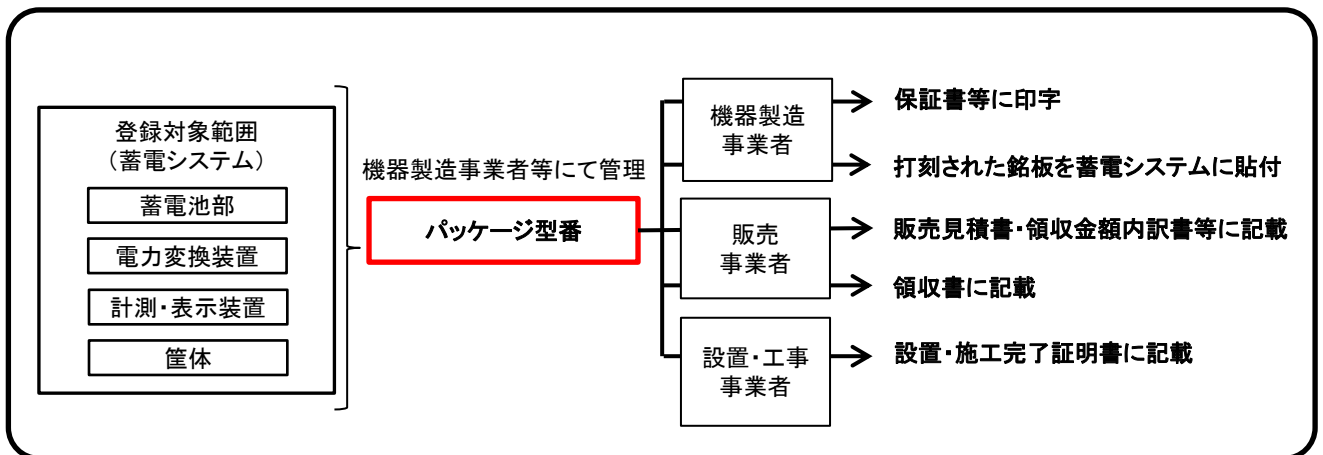 登録対象範囲
（蓄電システム）
蓄電池部
電力変換装置
計測・表示装置
筐体
機器製造事業者等にて管理
パッケージ型番
機器製造
事業者
保証書等に印字
打刻された銘板を蓄電システムに貼付
販売
事業者
販売見積書・領収金額内訳書等に記載
領収書に記載
設置・工事
事業者
設置・施工完了証明書に記載